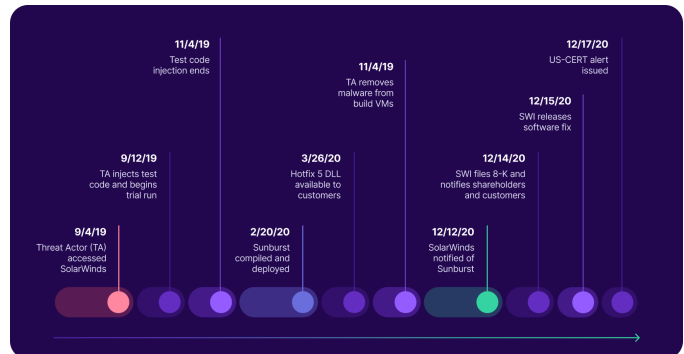 9/4/19
Threat Actor (TA)
accessed
SolarWinds
9/12/19
TA injects test
code and begins
trial run
11/4/19
Test code
injection ends
2/20/20
Sunburst
compiled and
deployed
3/26/20
Hotfix 5 DLL
available to
customers
11/4/19
TA removes
malware from
build VMs
12/12/20
SolarWinds
notified of
Sunburst
12/14/20
SWI files 8-K and
notifies shareholders
and customers
12/15/20
SWI releases
software fix
12/17/20
US-CERT alert
issued